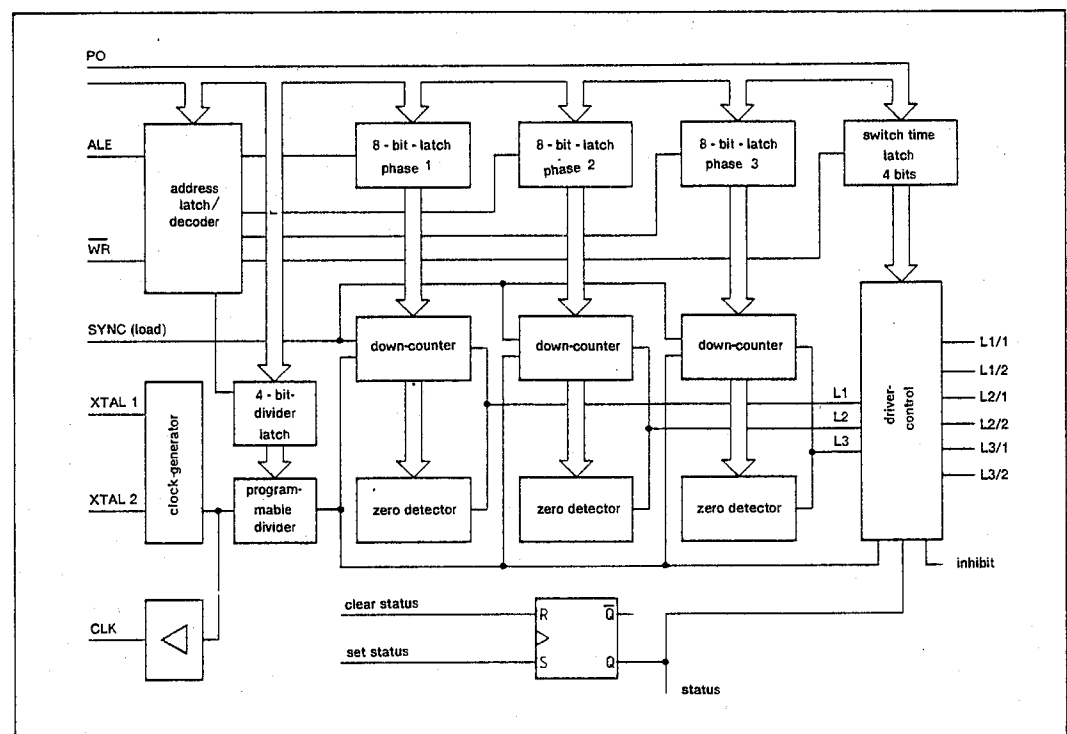 PO
ALE
WR
address
latch/
decoder
8 - bit - latch
phase 1
8 - bit - latch
phase 2
8 - bit - latch
phase 3
switch time
latch
4 bits
SYNC (load)
down-counter
down-counter
down-counter
XTAL 1
XTAL 2
clock-generator
4 - bit-
divider
latch
program-
mable
divider
zero detector
zero detector
zero detector
L1
L2
L3
driver-
control
L1/1
L1/2
L2/1
L2/2
L3/1
L3/2
inhibit
CLK
clear status
set status
R
S
Q
Q
status